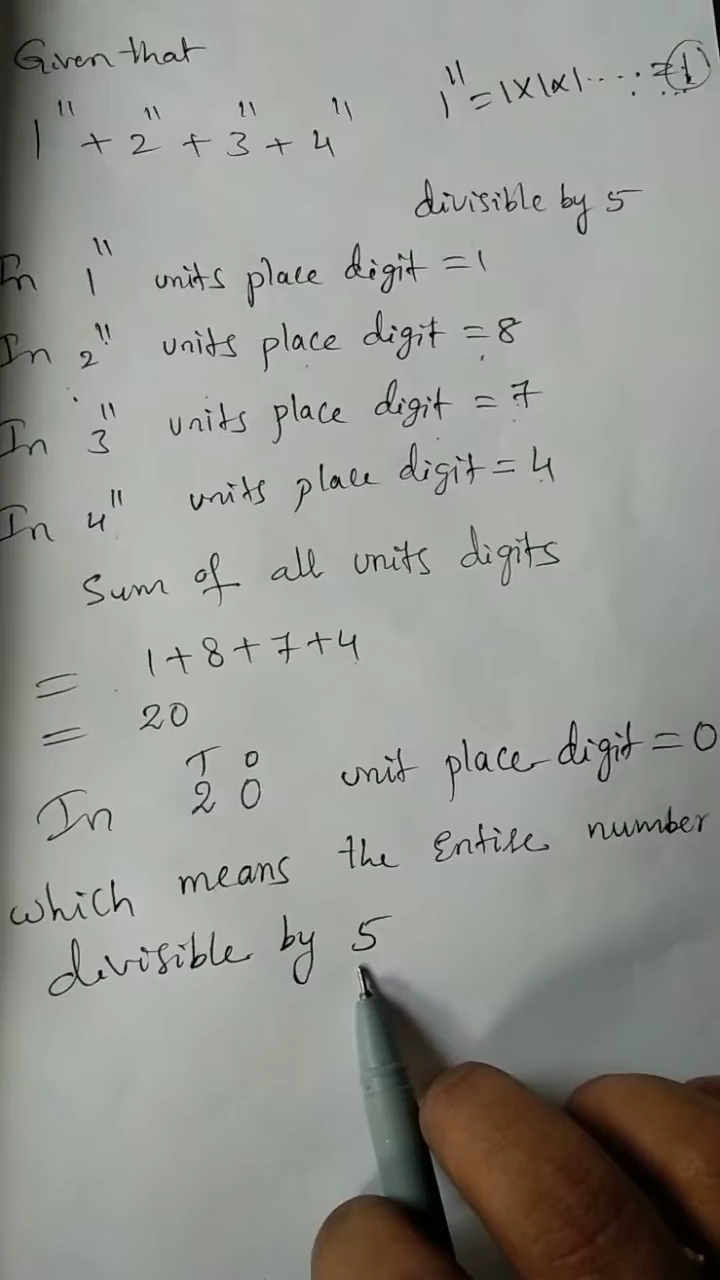 Given that
1¹¹ + 2¹¹ + 3¹¹ + 4¹¹
1¹¹ = 1×1×1.... = 1
divisible by 5
In 1¹¹ units place digit = 1
In 2¹¹ units place digit = 8
In 3¹¹ units place digit = 7
In 4¹¹ units place digit = 4
Sum of all units digits
= 1+8+7+4
= 20
T O
In 2 0 unit place digit = 0
which means the Entire number
divisible by 5